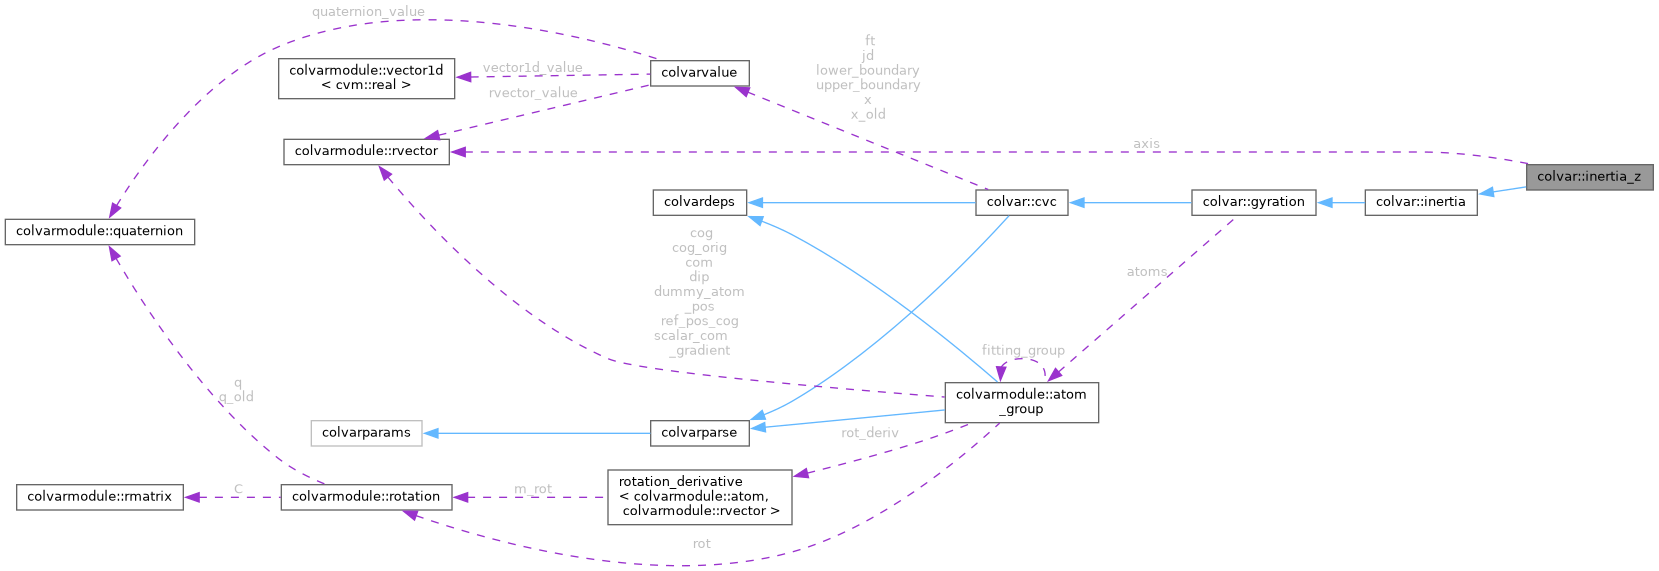 quaternion_value
colvarmodule::vector1d
< cvm::real >
vector1d_value
colvarvalue
rvector_value
ft
jd
lower_boundary
upper_boundary
x
x_old
colvarmodule::rvector
axis
colvar::inertia_z
colvardeps
colvar::cvc
colvar::gyration
colvar::inertia
colvarmodule::quaternion
cog
cog_orig
com
dip
dummy_atom
_pos
ref_pos_cog
scalar_com
_gradient
atoms
fitting_group
q
q_old
colvarmodule::atom
_group
colvarparams
colvarparse
rot_deriv
colvarmodule::rmatrix
C
colvarmodule::rotation
m_rot
rotation_derivative
< colvarmodule::atom,
colvarmodule::rvector >
rot